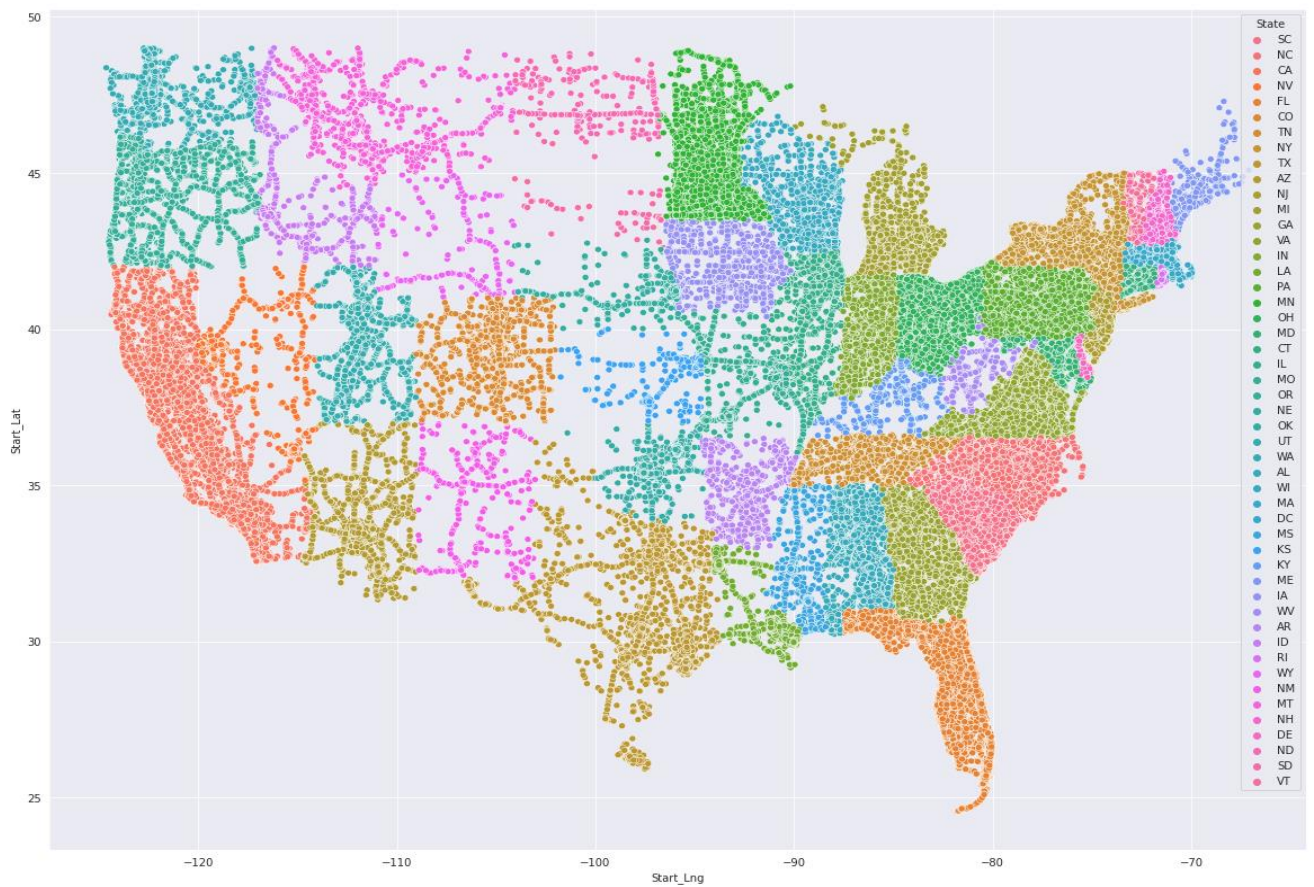 50
45
40
35
30
25
Start_Lat
−120
−110
−100
−90
−80
−70
Start_Lng
State
SC
NC
CA
NV
FL
CO
TN
NY
TX
AZ
NJ
MI
GA
VA
IN
LA
PA
MN
OH
MD
CT
IL
MO
OR
NE
OK
UT
WA
AL
WI
MA
DC
MS
KS
KY
ME
IA
WV
AR
ID
RI
WY
NM
MT
NH
DE
ND
SD
VT